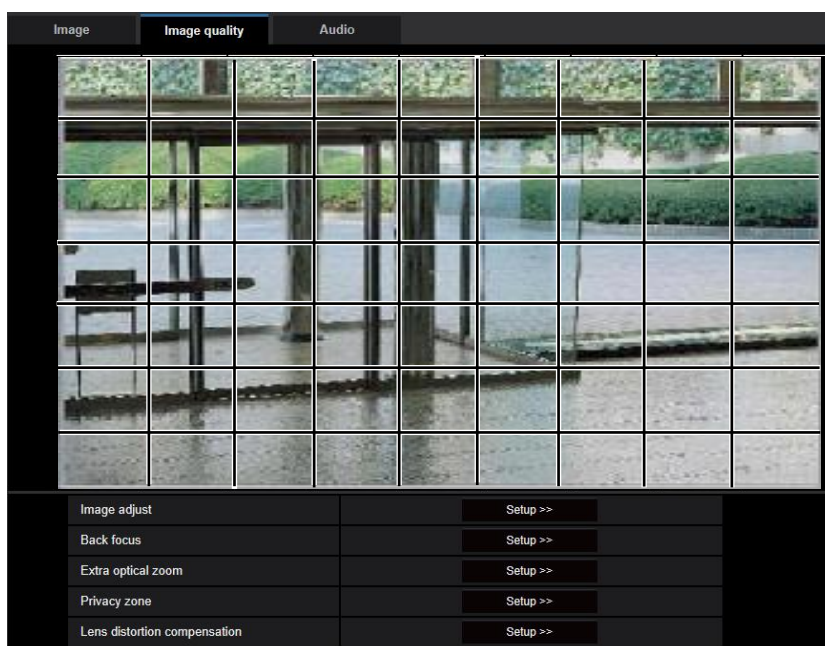 Image Image quality Audio
Image adjust Setup >>
Back focus Setup >>
Extra optical zoom Setup >>
Privacy zone Setup >>
Lens distortion compensation Setup >>